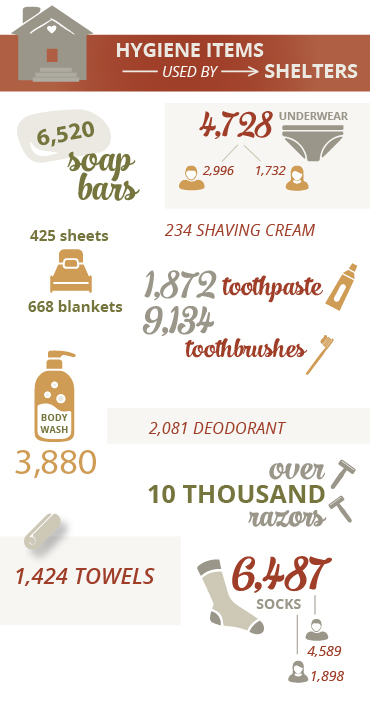 HYGIENE ITEMS
USED BY
SHELTERS
6,520
soap
bars
4,728
UNDERWEAR
2,996
1,732
234 SHAVING CREAM
425 sheets
668 blankets
1,872 toothpaste
9,134
toothbrushes
BODY
WASH
3,880
2,081 DEODORANT
over
10 THOUSAND
razors
1,424 TOWELS
6,487
SOCKS
4,589
1,898